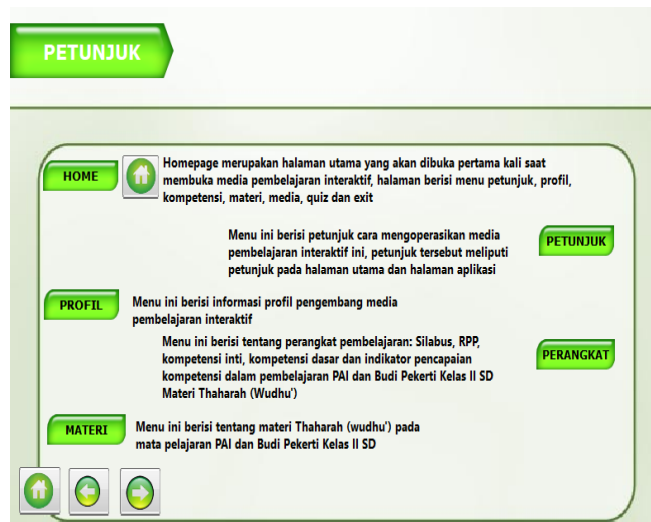 PETUNJUK
HOME
Homepage merupakan halaman utama yang akan dibuka pertama kali saat
membuka media pembelajaran interaktif, halaman berisi menu petunjuk, profil,
kompetensi, materi, media, quiz dan exit
Menu ini berisi petunjuk cara mengoperasikan media
pembelajaran interaktif ini, petunjuk tersebut meliputi
petunjuk pada halaman utama dan halaman aplikasi
PETUNJUK
PROFIL
Menu ini berisi informasi profil pengembang media
pembelajaran interaktif
Menu ini berisi tentang perangkat pembelajaran: Silabus, RPP,
kompetensi inti, kompetensi dasar dan indikator pencapaian
kompetensi dalam pembelajaran PAI dan Budi Pekerti Kelas II SD
Materi Thaharah (Wudhu')
PERANGKAT
MATERI
Menu ini berisi tentang materi Thaharah (wudhu') pada
mata pelajaran PAI dan Budi Pekerti Kelas II SD